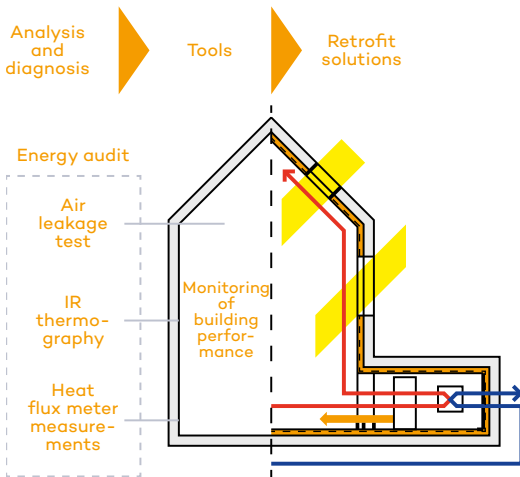 Analysis
and
diagnosis
Tools
Retrofit
solutions
Energy audit
Air
leakage
test
IR
thermo-
graphy
Heat
flux meter
measure-
ments
Monitoring
of
building
perfor-
mance